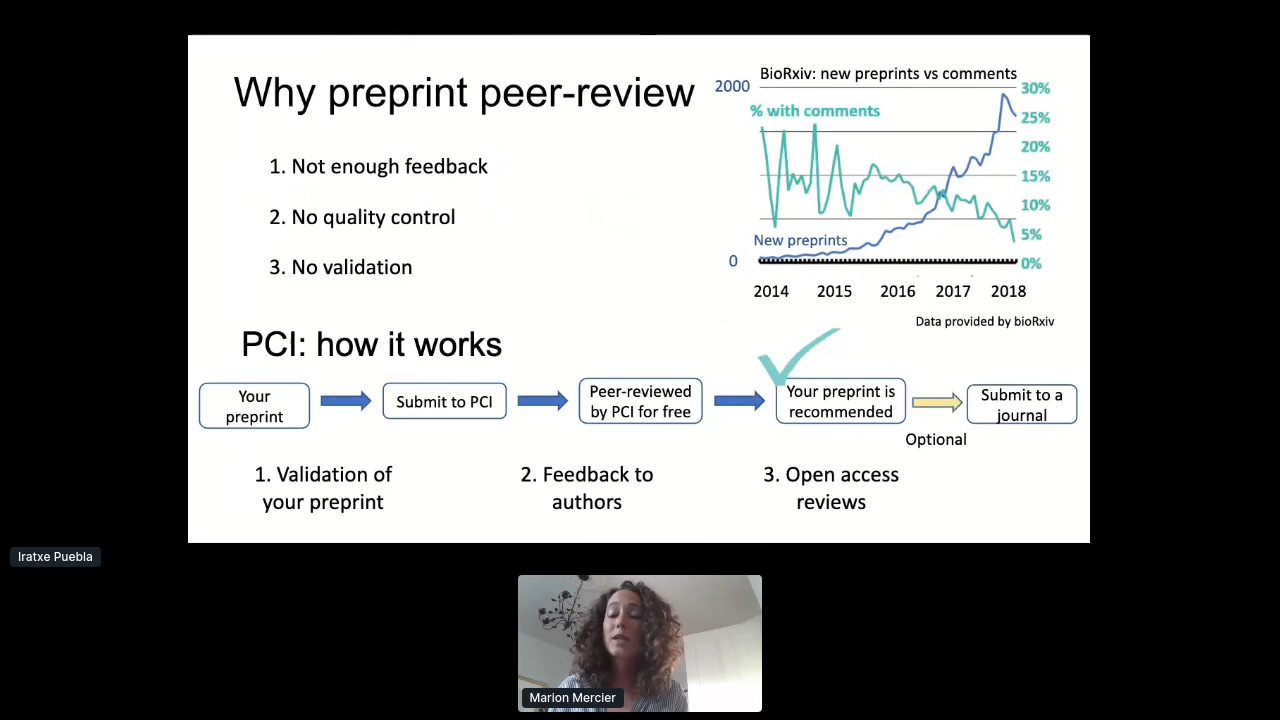 Why preprint peer-review
1. Not enough feedback
2. No quality control
3. No validation
BioRxiv: new preprints vs comments
2000
% with comments
30%
25%
20%
15%
10%
5%
0%
New preprints
0
2014 2015 2016 2017 2018
Data provided by bioRxiv
PCI: how it works
Your
preprint
Submit to PCI
Peer-reviewed
by PCI for free
Your preprint is
recommended
Optional
Submit to a
journal
1. Validation of
your preprint
2. Feedback to
authors
3. Open access
reviews
Iratxe Puebla
Marion Mercier